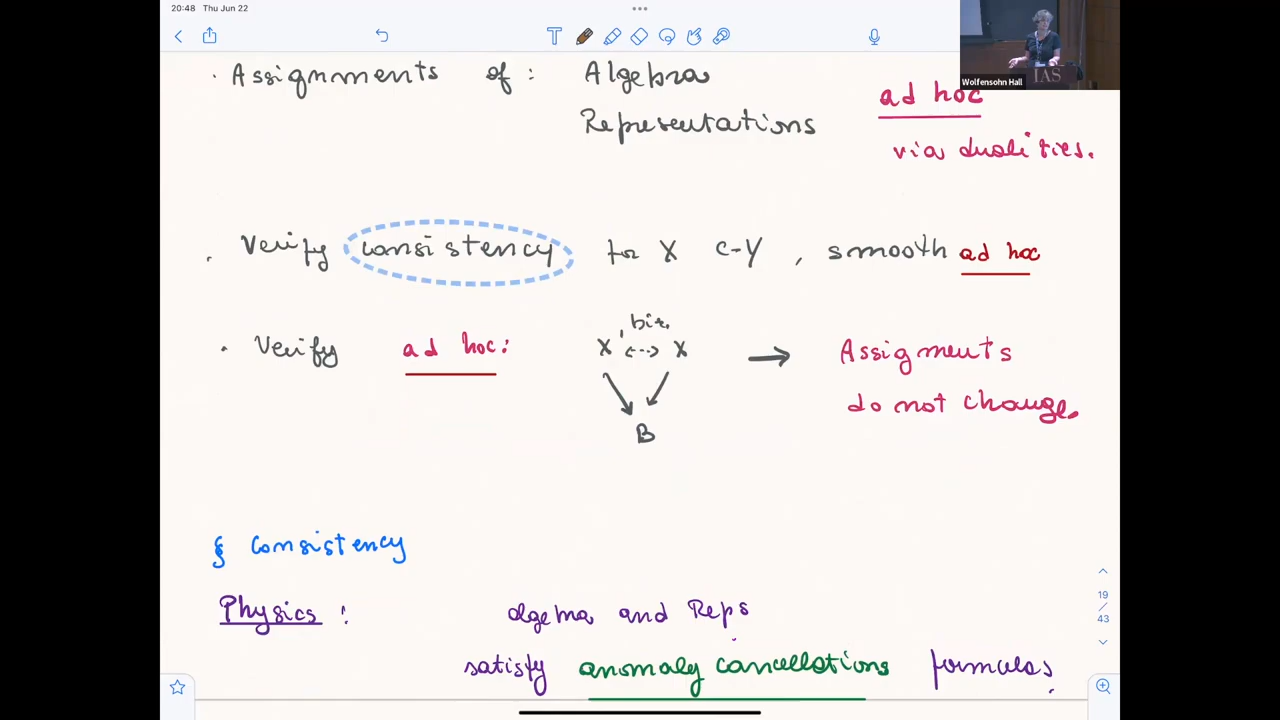 20:48 Thu Jun 22
Wolfensohn Hall
IAS
· Assignments of : Algebra
Representations
ad hoc
via dualities.
. Verify consistency for X C-Y , smooth ad hoc
. Verify ad hoc: X' bir. X → Assigments
do not change.
B
§ Consistency
Physics : algebra and Reps
satisfy anomaly cancellations formulas.
19
/
43